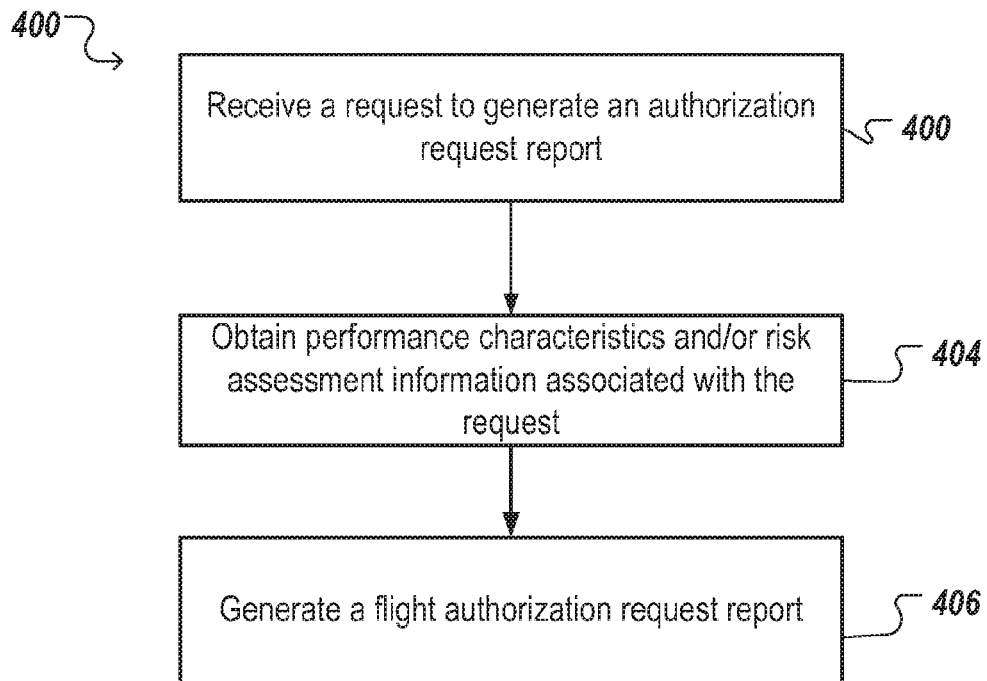 400
Receive a request to generate an authorization
request report
400
Obtain performance characteristics and/or risk
assessment information associated with the
request
404
Generate a flight authorization request report
406